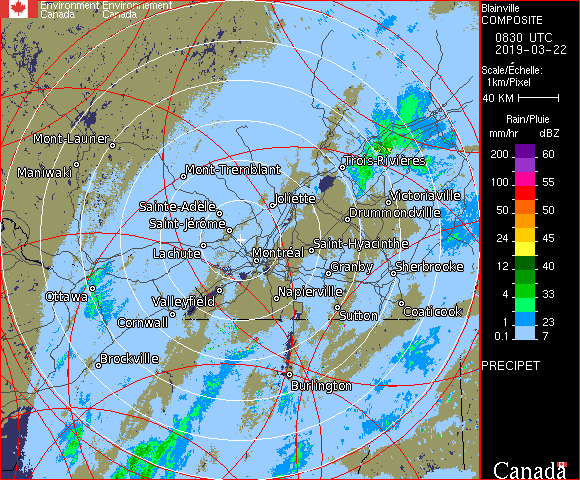 Environment Environnement
Canada Canada
Blainville
COMPOSITE
0830 UTC
2019-03-22
Scale/Échelle:
1km/Pixel
40 KM
Rain/Pluie
mm/hr dBZ
200 60
100 55
50 50
24 45
12 40
4 33
1 23
0.1 7
PRECIPET
Mont-Laurier
Maniwaki
Mont-Tremblant
Trois-Rivières
Sainte-Adèle
Joliette
Victoriaville
Saint-Jérôme
Drummondville
Lachute
Montréal
Saint-Hyacinthe
Granby
Sherbrooke
Ottawa
Valleyfield
Napierville
Cornwall
Sutton
Coaticook
Brockville
Burlington
Canada